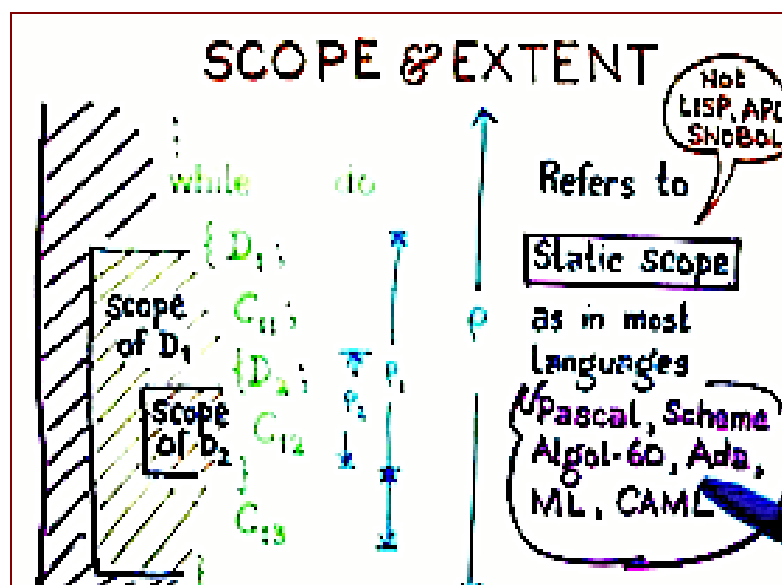 SCOPE & EXTENT
Not
LISP, APL
SNOBOL
while do
Refers to
{ D₁ ;
Static scope
Scope
of D₁
C₁₁ ;
ρ
as in most
languages
{ D₂ ;
ρ₁
ρ₂
Scope
of D₂
C₁₂
}
Pascal, Scheme
Algol-60, Ada,
ML, CAML
C₁₃
}